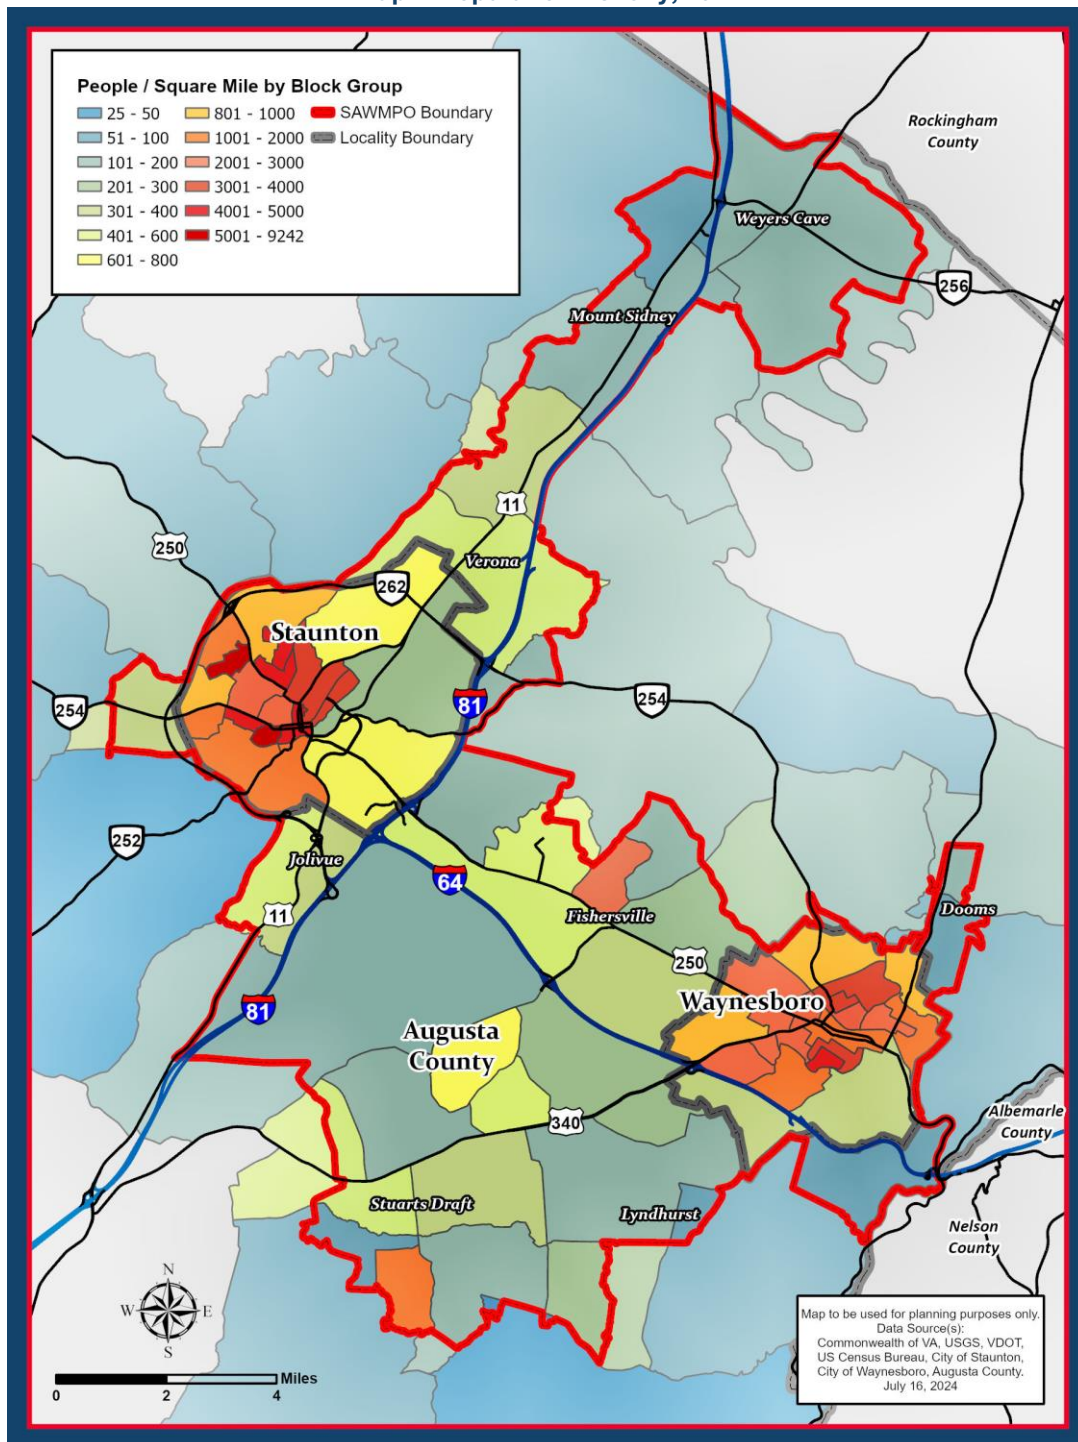 People / Square Mile by Block Group
25 - 50
51 - 100
101 - 200
201 - 300
301 - 400
401 - 600
601 - 800
801 - 1000
1001 - 2000
2001 - 3000
3001 - 4000
4001 - 5000
5001 - 9242
SAWMPO Boundary
Locality Boundary
Rockingham
County
Weyers Cave
256
Mount Sidney
11
250
Verona
262
Staunton
254
81
254
252
Jolivue
64
11
Fishersville
Dooms
250
81
Waynesboro
Augusta
County
340
Albemarle
County
Stuarts Draft
Lyndhurst
Nelson
County
N
W
E
S
0
2
4
Miles
Map to be used for planning purposes only.
Data Source(s):
Commonwealth of VA, USGS, VDOT,
US Census Bureau, City of Staunton,
City of Waynesboro, Augusta County.
July 16, 2024